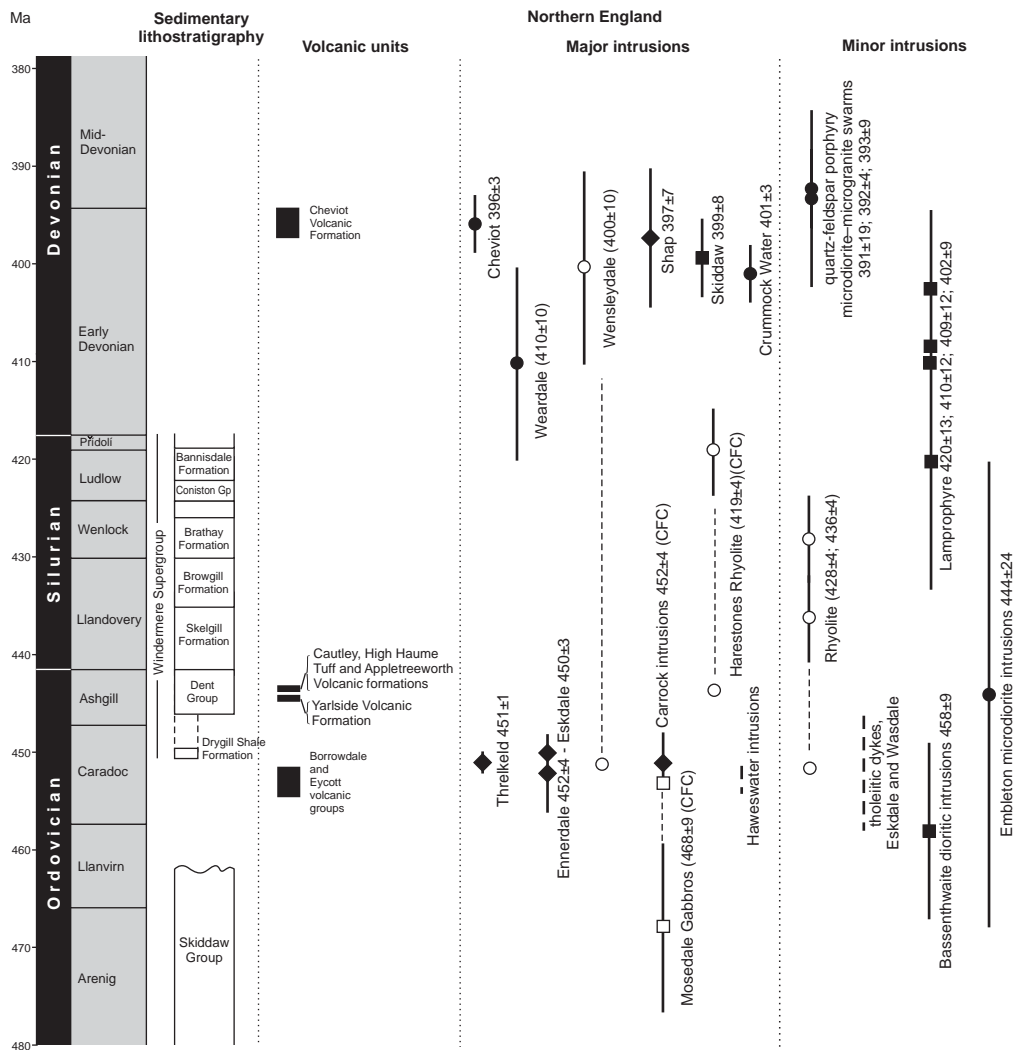 Ma
Sedimentary
lithostratigraphy
Volcanic units
Northern England
Major intrusions
Minor intrusions
380
390
400
410
420
430
440
450
460
470
480
Devonian
Silurian
Ordovician
Mid-
Devonian
Early
Devonian
Přídolí
Ludlow
Wenlock
Llandovery
Ashgill
Caradoc
Llanvirn
Arenig
Windermere Supergroup
Bannisdale
Formation
Coniston Gp
Brathay
Formation
Browgill
Formation
Skelgill
Formation
Dent
Group
Drygill Shale
Formation
Skiddaw
Group
Cheviot
Volcanic
Formation
Cautley, High Haume
Tuff and Appletreeworth
Volcanic formations
Yarlside Volcanic
Formation
Borrowdale
and
Eycott
volcanic
groups
Cheviot 396±3
Weardale (410±10)
Wensleydale (400±10)
Shap 397±7
Skiddaw 399±8
Crummock Water 401±3
Threlkeld 451±1
Ennerdale 452±4 - Eskdale 450±3
Carrock intrusions 452±4 (CFC)
Mosedale Gabbros (468±9 (CFC)
Harestones Rhyolite (419±4)(CFC)
Haweswater intrusions
quartz-feldspar porphyry
microdiorite–microgranite swarms
391±19; 392±4; 393±9
Rhyolite (428±4; 436±4)
tholeiitic dykes,
Eskdale and Wasdale
Lamprophyre 420±13; 410±12; 409±12; 402±9
Bassenthwaite dioritic intrusions 458±9
Embleton microdiorite intrusions 444±24